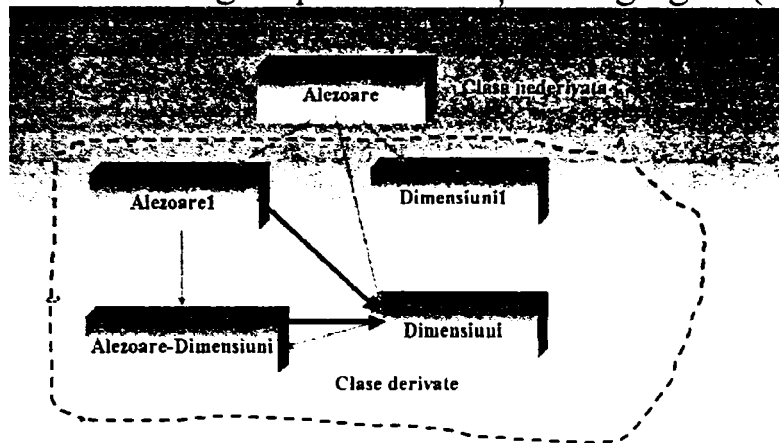 Alezoare
Clasa nederivata
Alezoare1
Dimensiuni1
Alezoare-Dimensiuni
Dimensiuni
Clase derivate